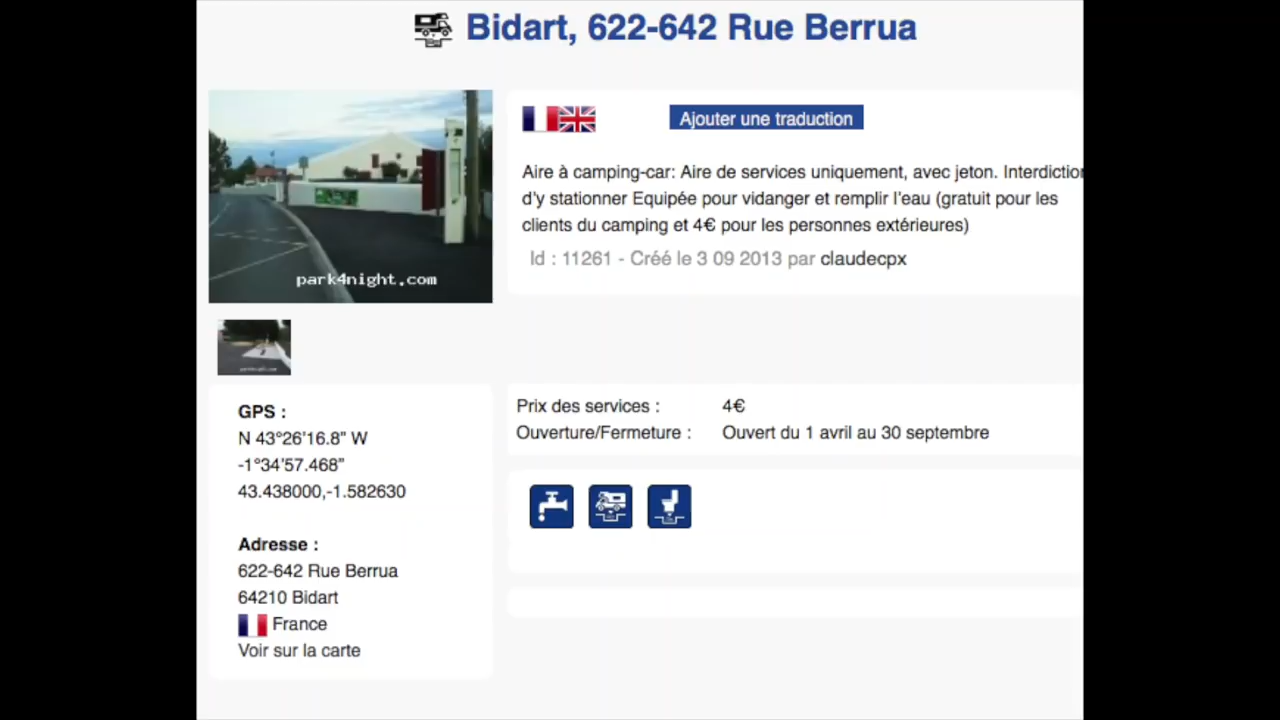 Bidart, 622-642 Rue Berrua
Ajouter une traduction
Aire à camping-car: Aire de services uniquement, avec jeton. Interdiction
d'y stationner Equipée pour vidanger et remplir l'eau (gratuit pour les
clients du camping et 4€ pour les personnes extérieures)
Id : 11261 - Créé le 3 09 2013 par claudecpx
park4night.com
GPS :
N 43°26'16.8” W
-1°34'57.468”
43.438000,-1.582630
Adresse :
622-642 Rue Berrua
64210 Bidart
France
Voir sur la carte
Prix des services : 4€
Ouverture/Fermeture : Ouvert du 1 avril au 30 septembre